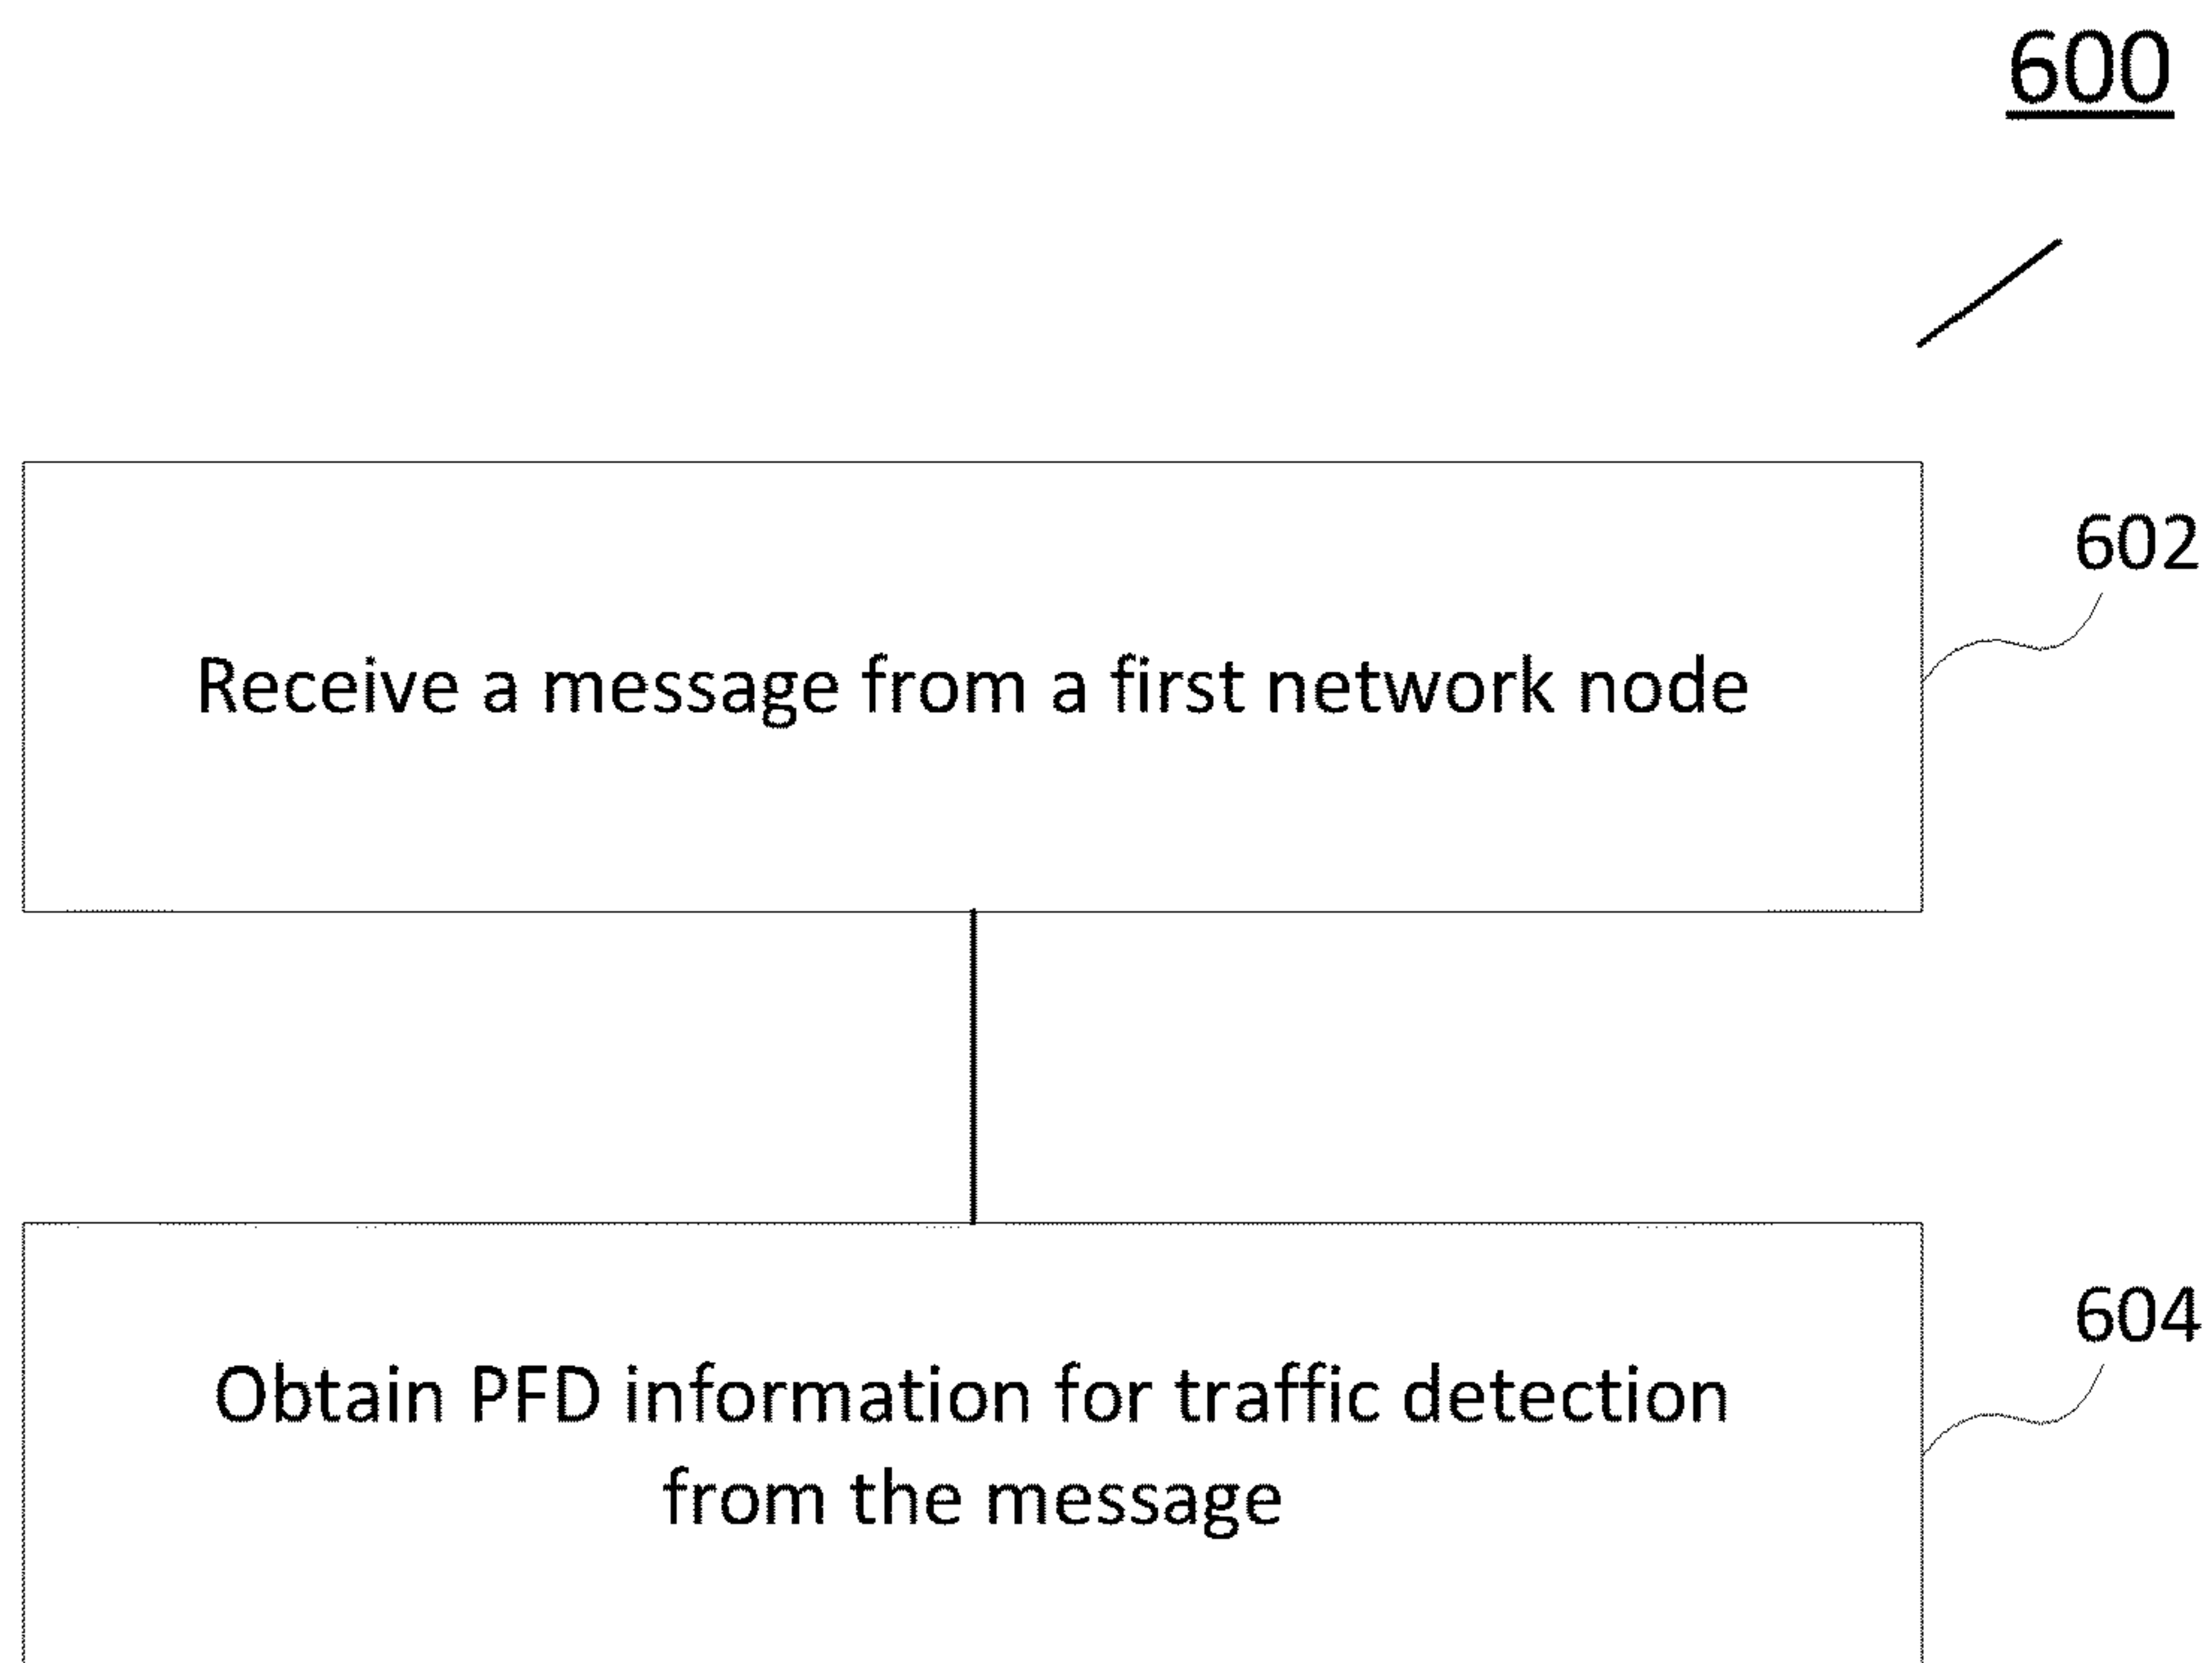 600
602
Receive a message from a first network node
604
Obtain PFD information for traffic detection
from the message